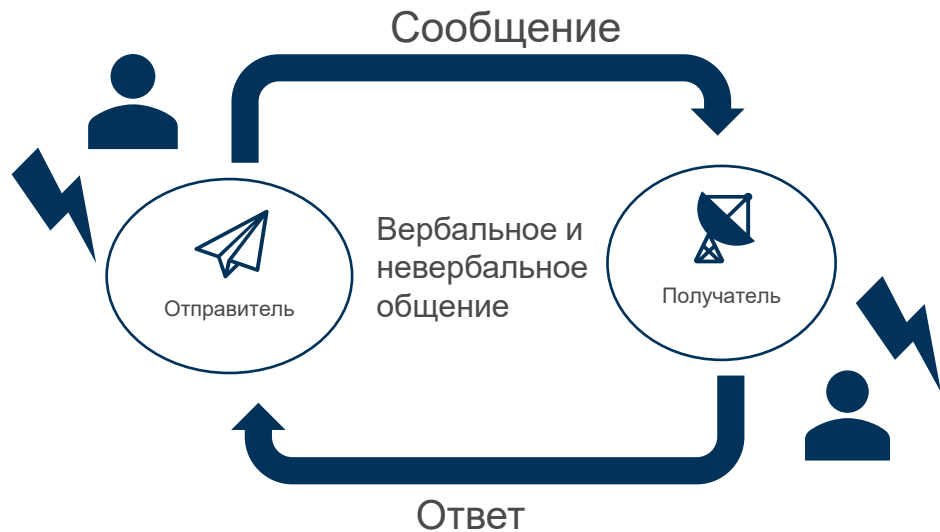 Сообщение
Вербальное и
невербальное
общение
Отправитель
Получатель
Ответ